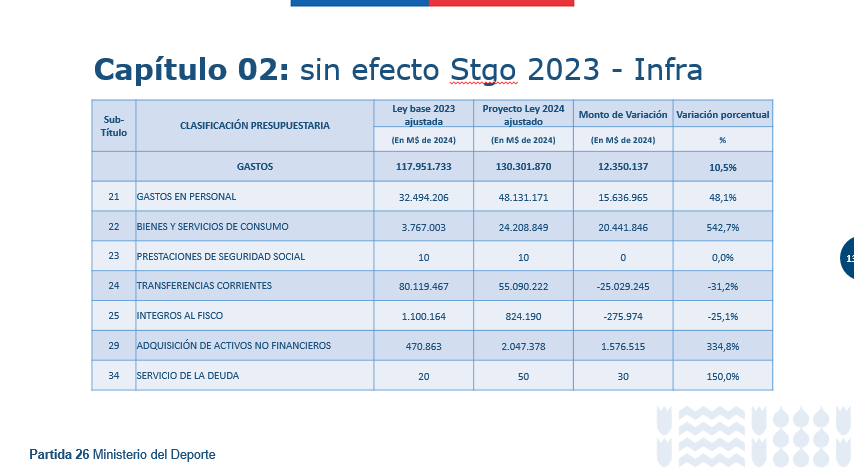 Capítulo 02: sin efecto Stgo 2023 - Infra
Sub-Título CLASIFICACIÓN PRESUPUESTARIA Ley base 2023 ajustada Proyecto Ley 2024 ajustado Monto de Variación Variación porcentual
(En M$ de 2024) (En M$ de 2024) (En M$ de 2024) %
GASTOS 117.951.733 130.301.870 12.350.137 10,5%
21 GASTOS EN PERSONAL 32.494.206 48.131.171 15.636.965 48,1%
22 BIENES Y SERVICIOS DE CONSUMO 3.767.003 24.208.849 20.441.846 542,7%
23 PRESTACIONES DE SEGURIDAD SOCIAL 10 10 0 0,0%
24 TRANSFERENCIAS CORRIENTES 80.119.467 55.090.222 -25.029.245 -31,2%
25 INTEGROS AL FISCO 1.100.164 824.190 -275.974 -25,1%
29 ADQUISICIÓN DE ACTIVOS NO FINANCIEROS 470.863 2.047.378 1.576.515 334,8%
34 SERVICIO DE LA DEUDA 20 50 30 150,0%
Partida 26 Ministerio del Deporte